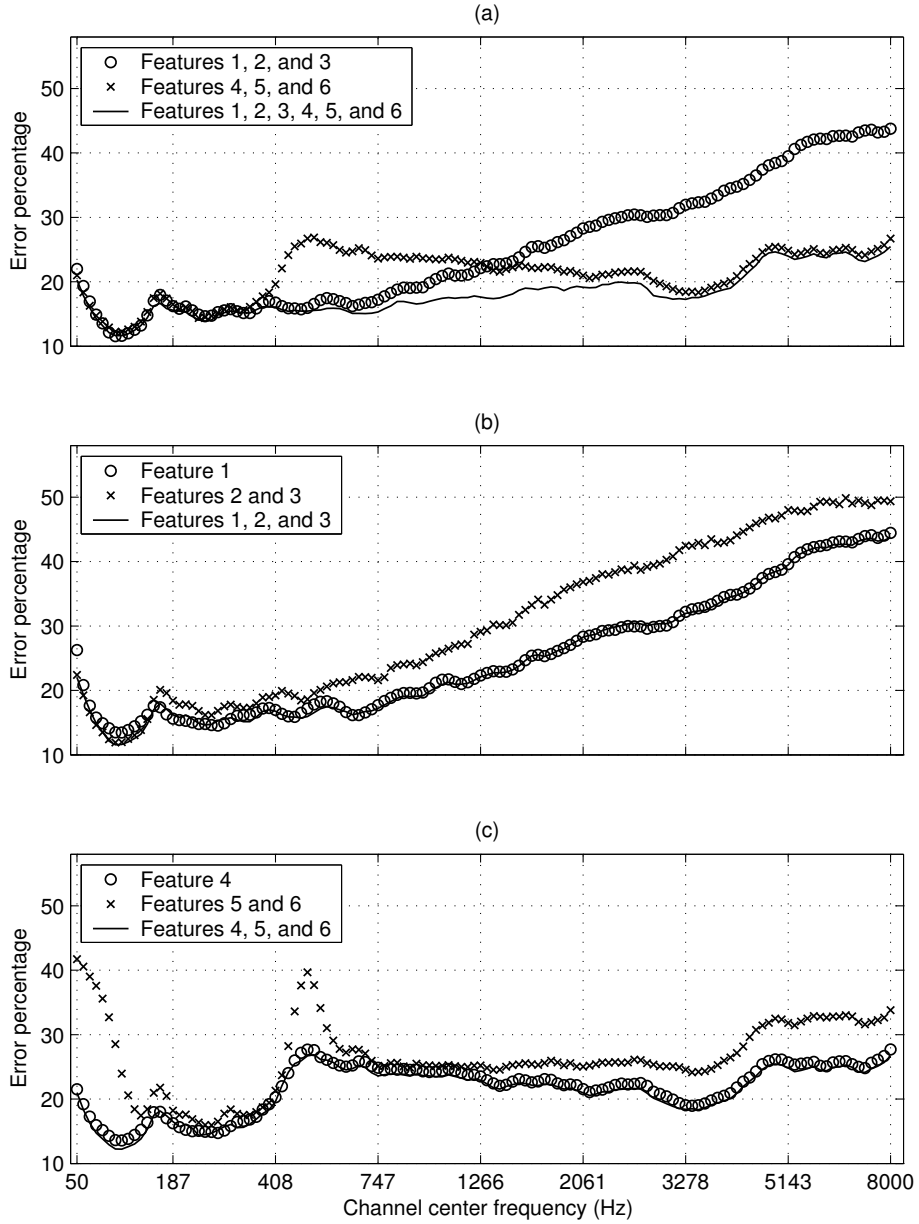 (a)
Features 1, 2, and 3
Features 4, 5, and 6
Features 1, 2, 3, 4, 5, and 6
Error percentage
50
40
30
20
10
(b)
Feature 1
Features 2 and 3
Features 1, 2, and 3
Error percentage
50
40
30
20
10
(c)
Feature 4
Features 5 and 6
Features 4, 5, and 6
Error percentage
50
40
30
20
10
50 187 408 747 1266 2061 3278 5143 8000
Channel center frequency (Hz)